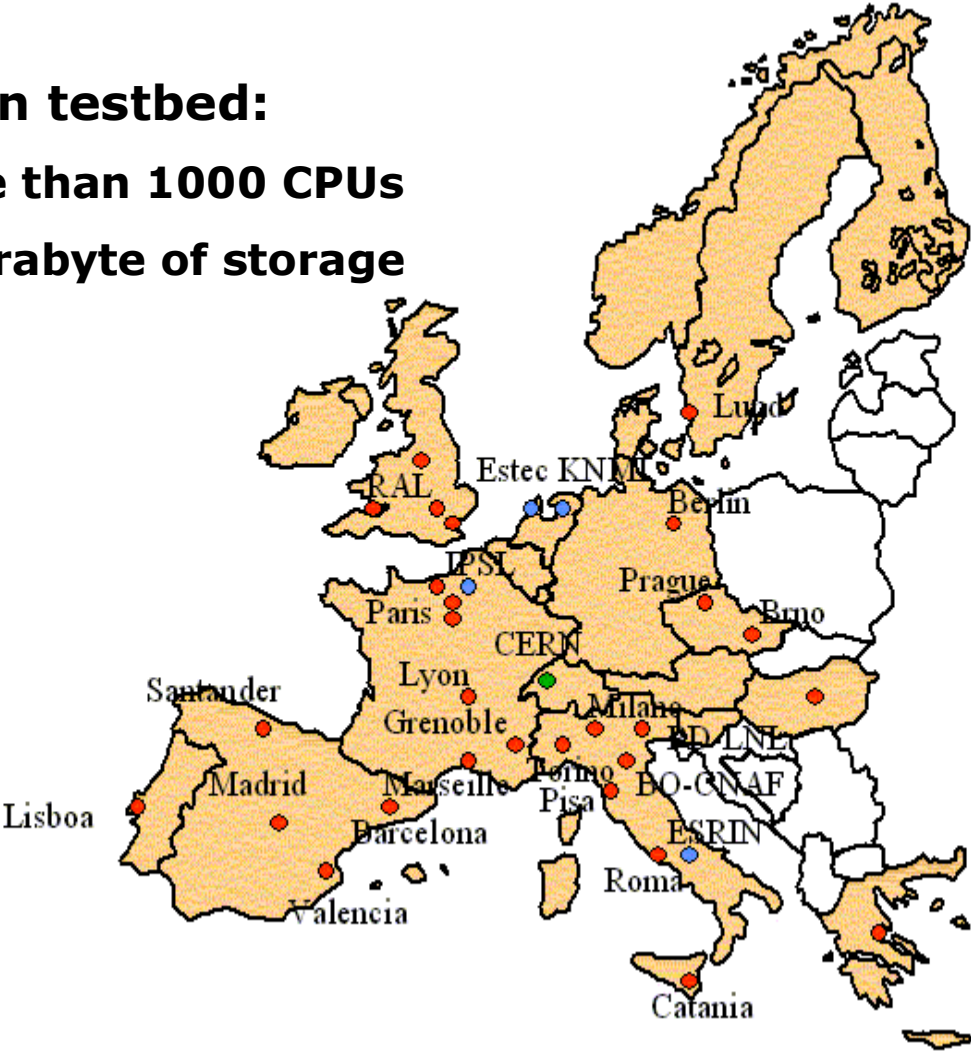 n testbed:
e than 1000 CPUs
rabyte of storage
Lund
Estec KNMI
RAL
Berlin
IPSL
Prague
Paris
Brno
CERN
Lyon
Santander
Grenoble
Milano
PD-LNL
Madrid
Marseille
Torino
BO-CNAF
Pisa
Lisboa
Barcelona
ESRIN
Roma
Valencia
Catania